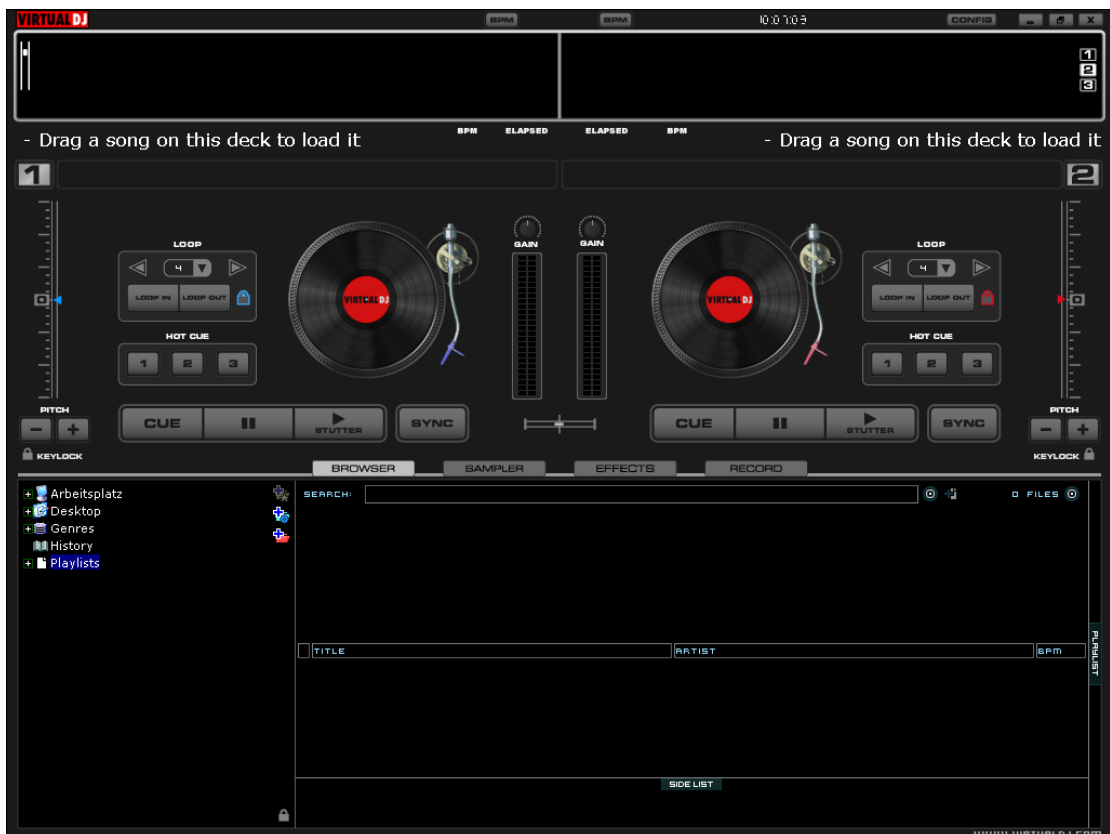 VIRTUAL DJ BPM BPM CONFIG X
1
2
3
- Drag a song on this deck to load it BPM ELAPSED ELAPSED BPM - Drag a song on this deck to load it
1 2
GAIN GAIN
LOOP LOOP
4 4
LOOP IN LOOP OUT LOOP IN LOOP OUT
VIRTUAL DJ VIRTUAL DJ
HOT CUE HOT CUE
1 2 3 1 2 3
PITCH PITCH
- + CUE STUTTER SYNC CUE STUTTER SYNC - +
KEYLOCK KEYLOCK
BROWSER SAMPLER EFFECTS RECORD
Arbeitsplatz SEARCH: 0 FILES
Desktop
Genres
History
Playlists
PLAYLIST
TITLE ARTIST BPM
SIDE LIST